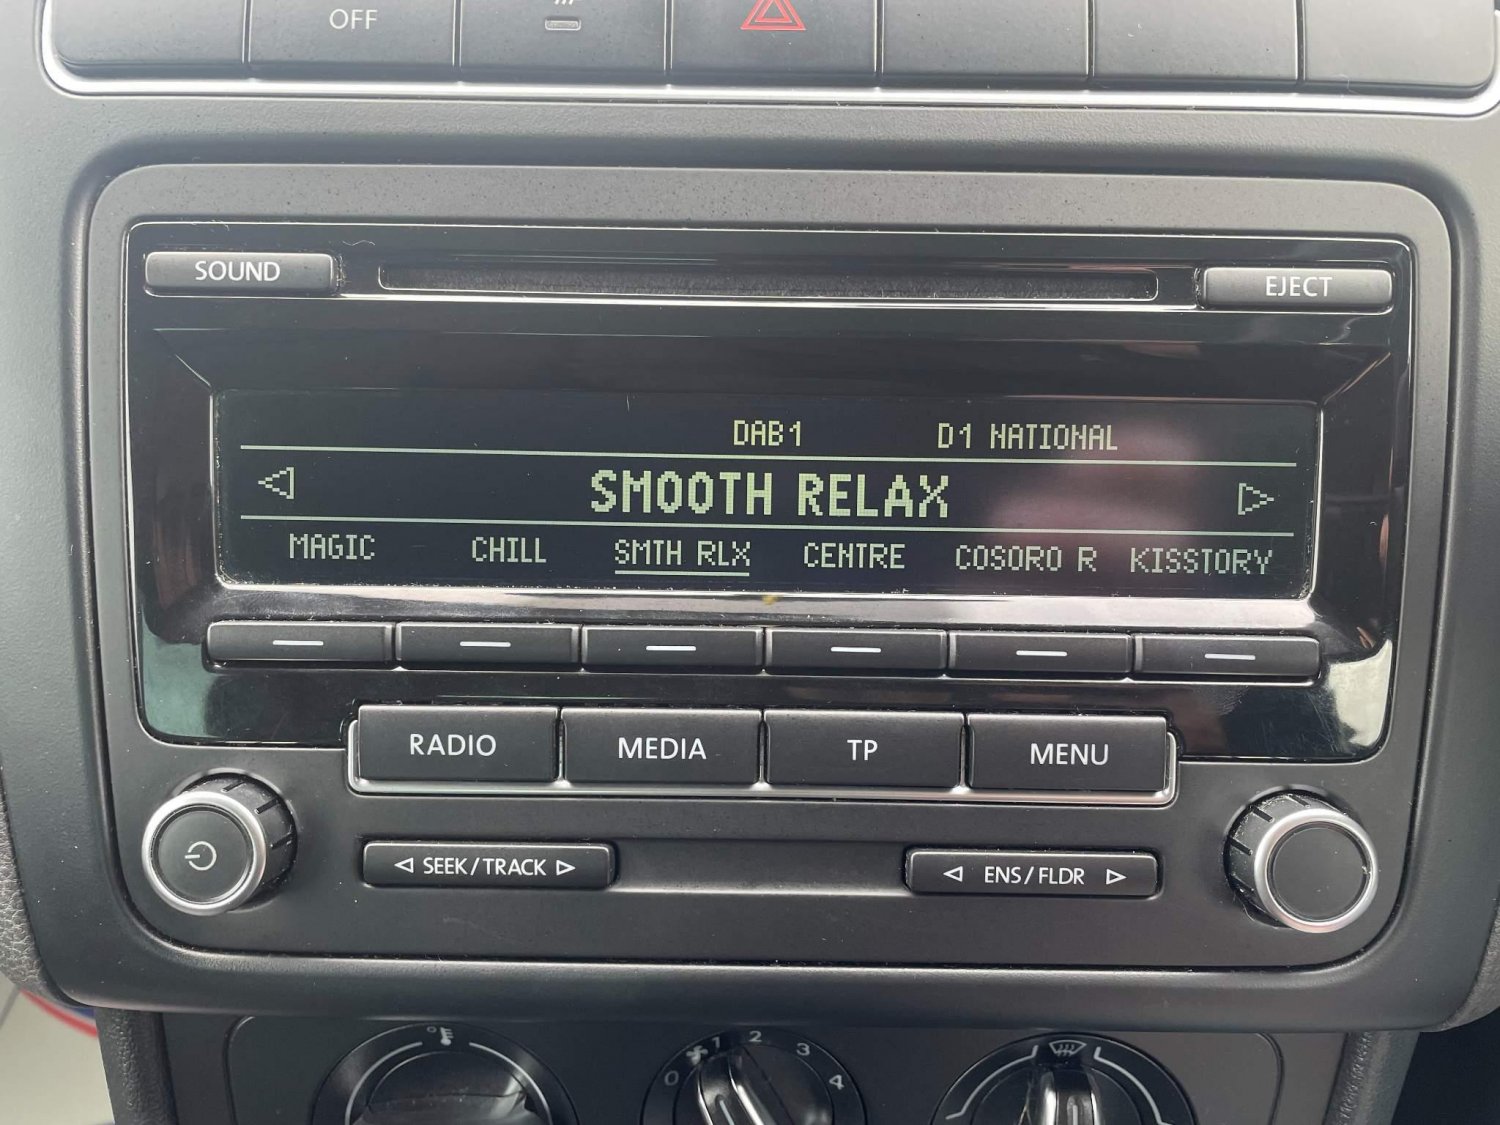 OFF
SOUND
EJECT
DAB1 D1 NATIONAL
SMOOTH RELAX
MAGIC CHILL SMTH RLX CENTRE COSORO R KISSTORY
RADIO MEDIA TP MENU
SEEK/TRACK
ENS/FLDR
0 1 2 3 4